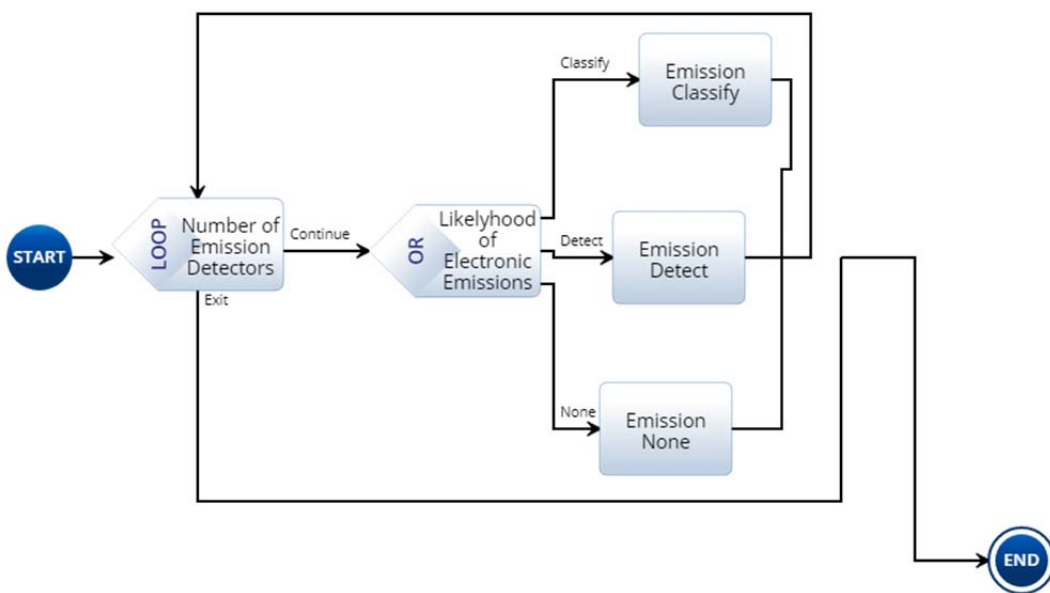 START
LOOP
Number of
Emission
Detectors
Continue
Exit
OR
Likelyhood
of
Electronic
Emissions
Classify
Emission
Classify
Detect
Emission
Detect
None
Emission
None
END